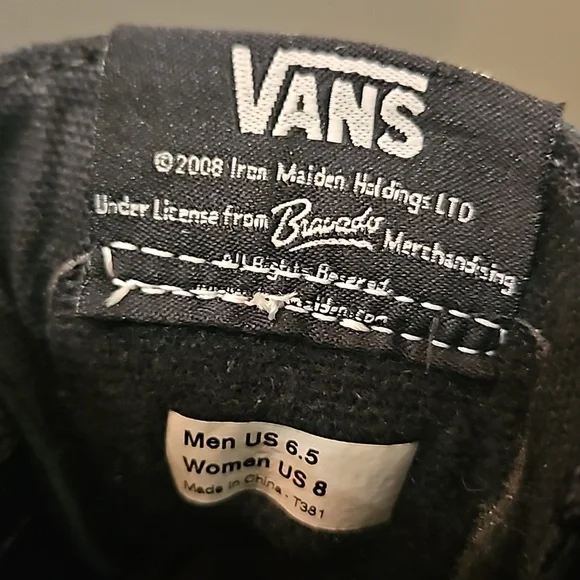 VANS
©2008 Iron Maiden Holdings LTD
Under License from Bravado Merchandising
All Rights Reserved
Men US 6.5
Women US 8
Made in China - T381